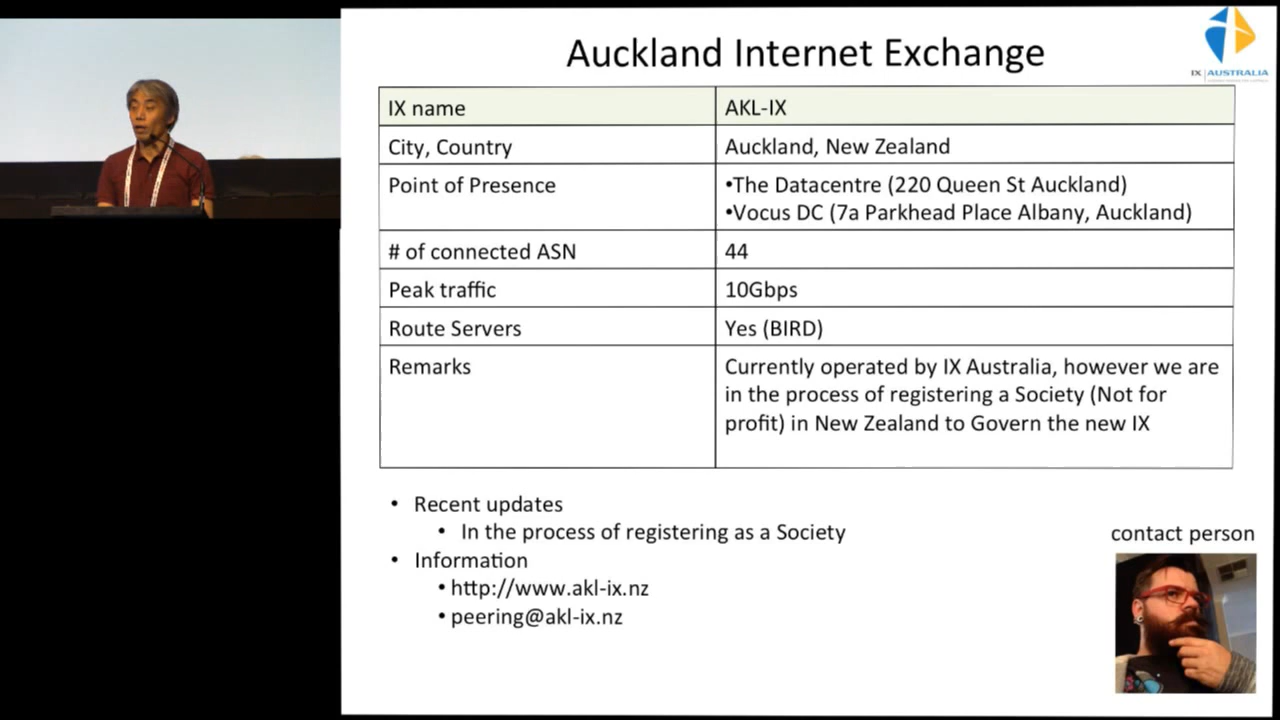 Auckland Internet Exchange
IX AUSTRALIA
IX name AKL-IX
City, Country Auckland, New Zealand
Point of Presence •The Datacentre (220 Queen St Auckland)
•Vocus DC (7a Parkhead Place Albany, Auckland)
# of connected ASN 44
Peak traffic 10Gbps
Route Servers Yes (BIRD)
Remarks Currently operated by IX Australia, however we are
in the process of registering a Society (Not for
profit) in New Zealand to Govern the new IX
• Recent updates
• In the process of registering as a Society
• Information
• http://www.akl-ix.nz
• peering@akl-ix.nz
contact person